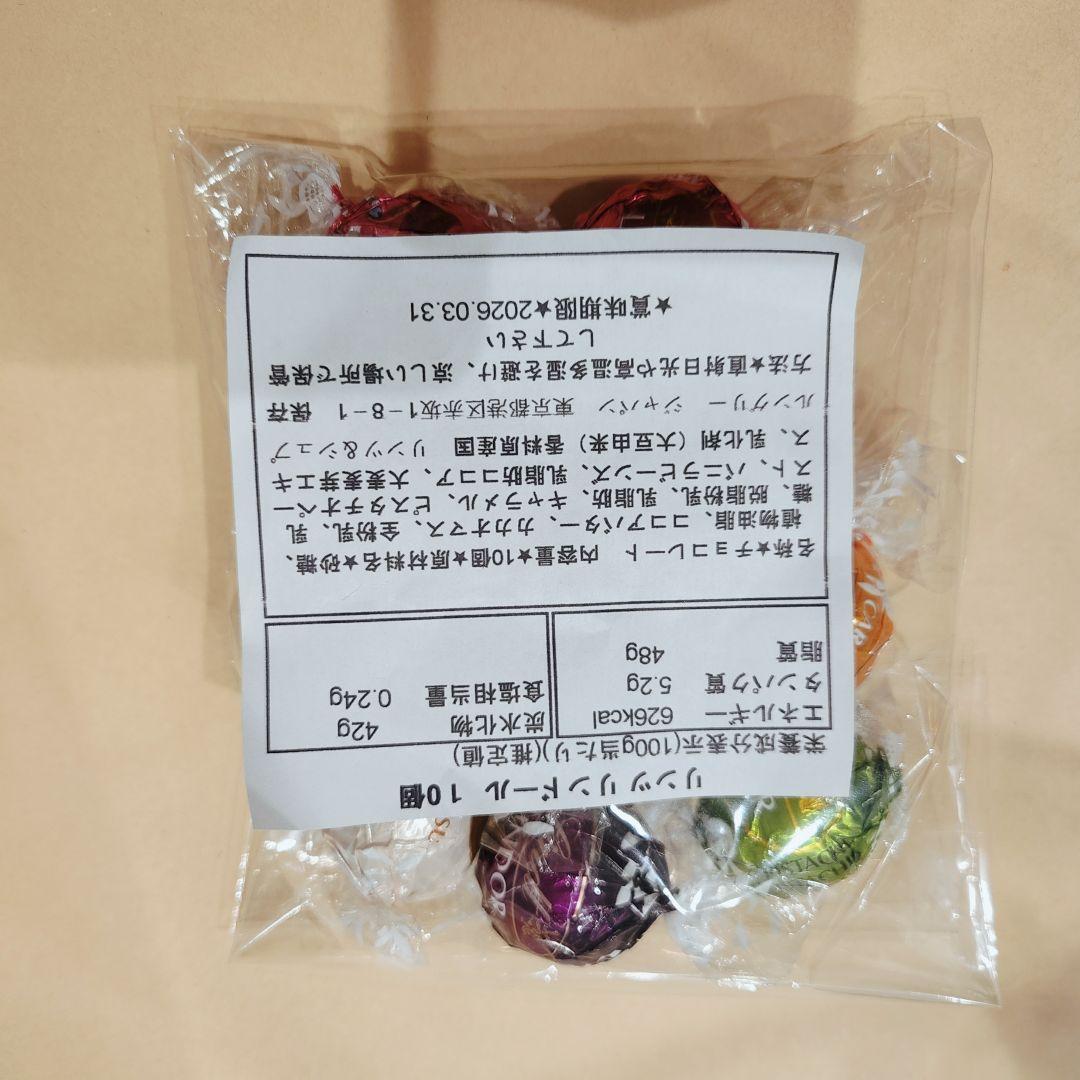 リンツ リンドール 10個
栄養成分表示(100g当たり)(推定値)
エネルギー 626kcal
タンパク質 5.2g
脂質 48g
炭水化物 42g
食塩相当量 0.24g
名称★チョコレート 内容量★10個★原材料名★砂糖、
植物油脂、ココアバター、カカオマス、全粉乳、乳
糖、脱脂粉乳、乳脂肪、キャラメル、ピスタチオペー
スト、バニラビーンズ、乳脂肪ココア、大麦麦芽エキ
ス、乳化剤（大豆由来）香料原産国 リンツ&シュプ
ルングリー ジャパン 東京都港区赤坂1-8-1 保存
方法★直射日光や高温多湿を避け、涼しい場所で保管
して下さい
★賞味期限★2026.03.31